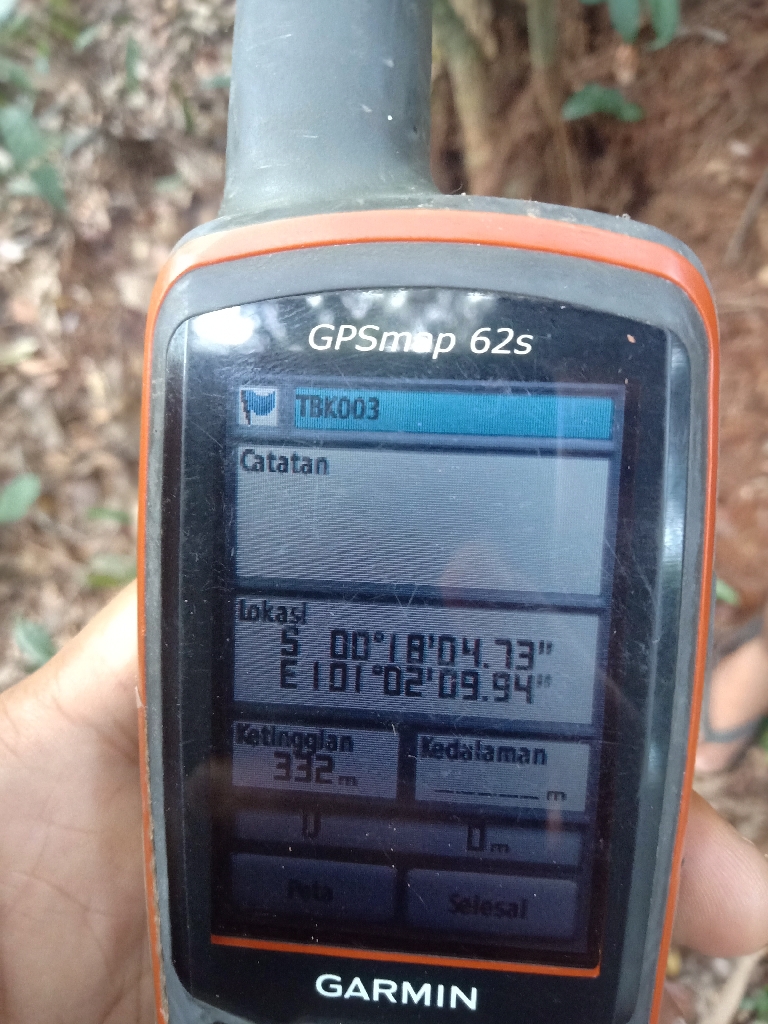 GPSmap 62s
TBK003
Catatan
Lokasi
S 00°18'04.73"
E 101°02'09.94"
Ketinggian
332 m
Kedalaman
_____ m
0 m
Peta
Selesai
GARMIN